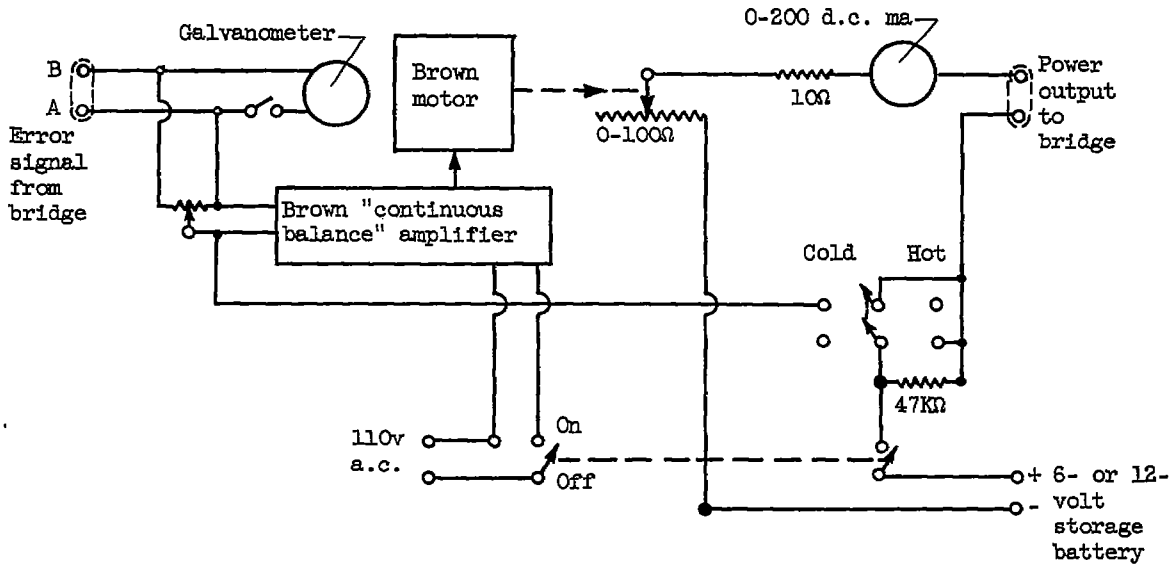 0-200 d.c. ma
Galvanometer
B
A
Error
signal
from
bridge
Brown
motor
0-100Ω
10Ω
Power
output
to
bridge
Brown "continuous
balance" amplifier
Cold
Hot
47KΩ
110v
a.c.
On
Off
+ 6- or 12-
- volt
storage
battery